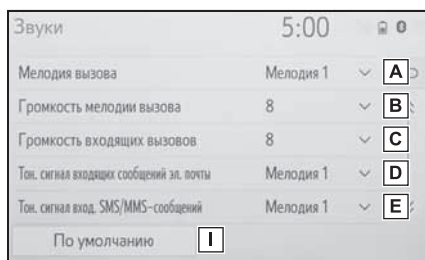 Звуки 5:00
Мелодия вызова Мелодия 1 A
Громкость мелодии вызова 8 B
Громкость входящих вызовов 8 C
Тон. сигнал входящих сообщений эл. почты Мелодия 1 D
Тон. сигнал вход. SMS/MMS-сообщений Мелодия 1 E
По умолчанию I